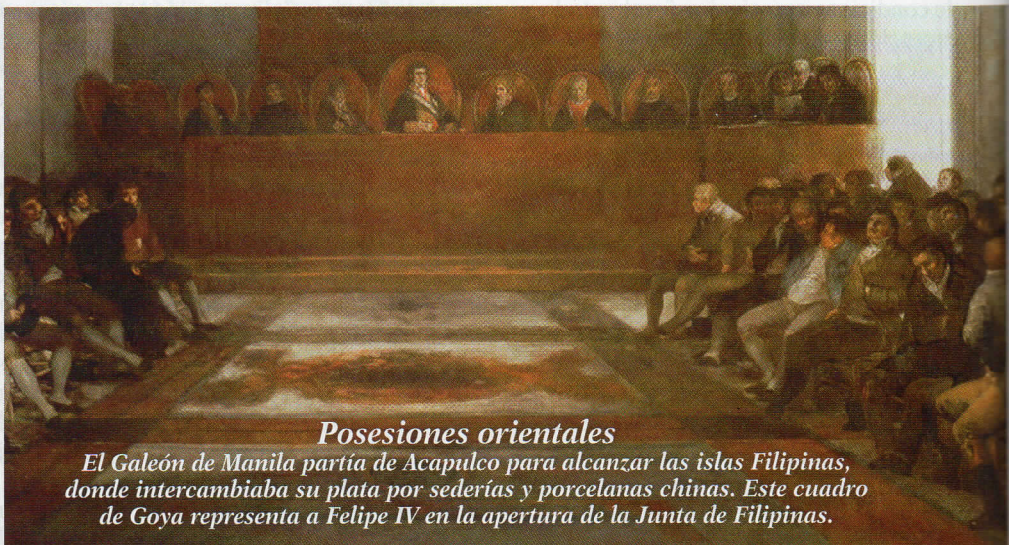 Posesiones orientales
El Galeón de Manila partía de Acapulco para alcanzar las islas Filipinas,
donde intercambiaba su plata por sederías y porcelanas chinas. Este cuadro
de Goya representa a Felipe IV en la apertura de la Junta de Filipinas.